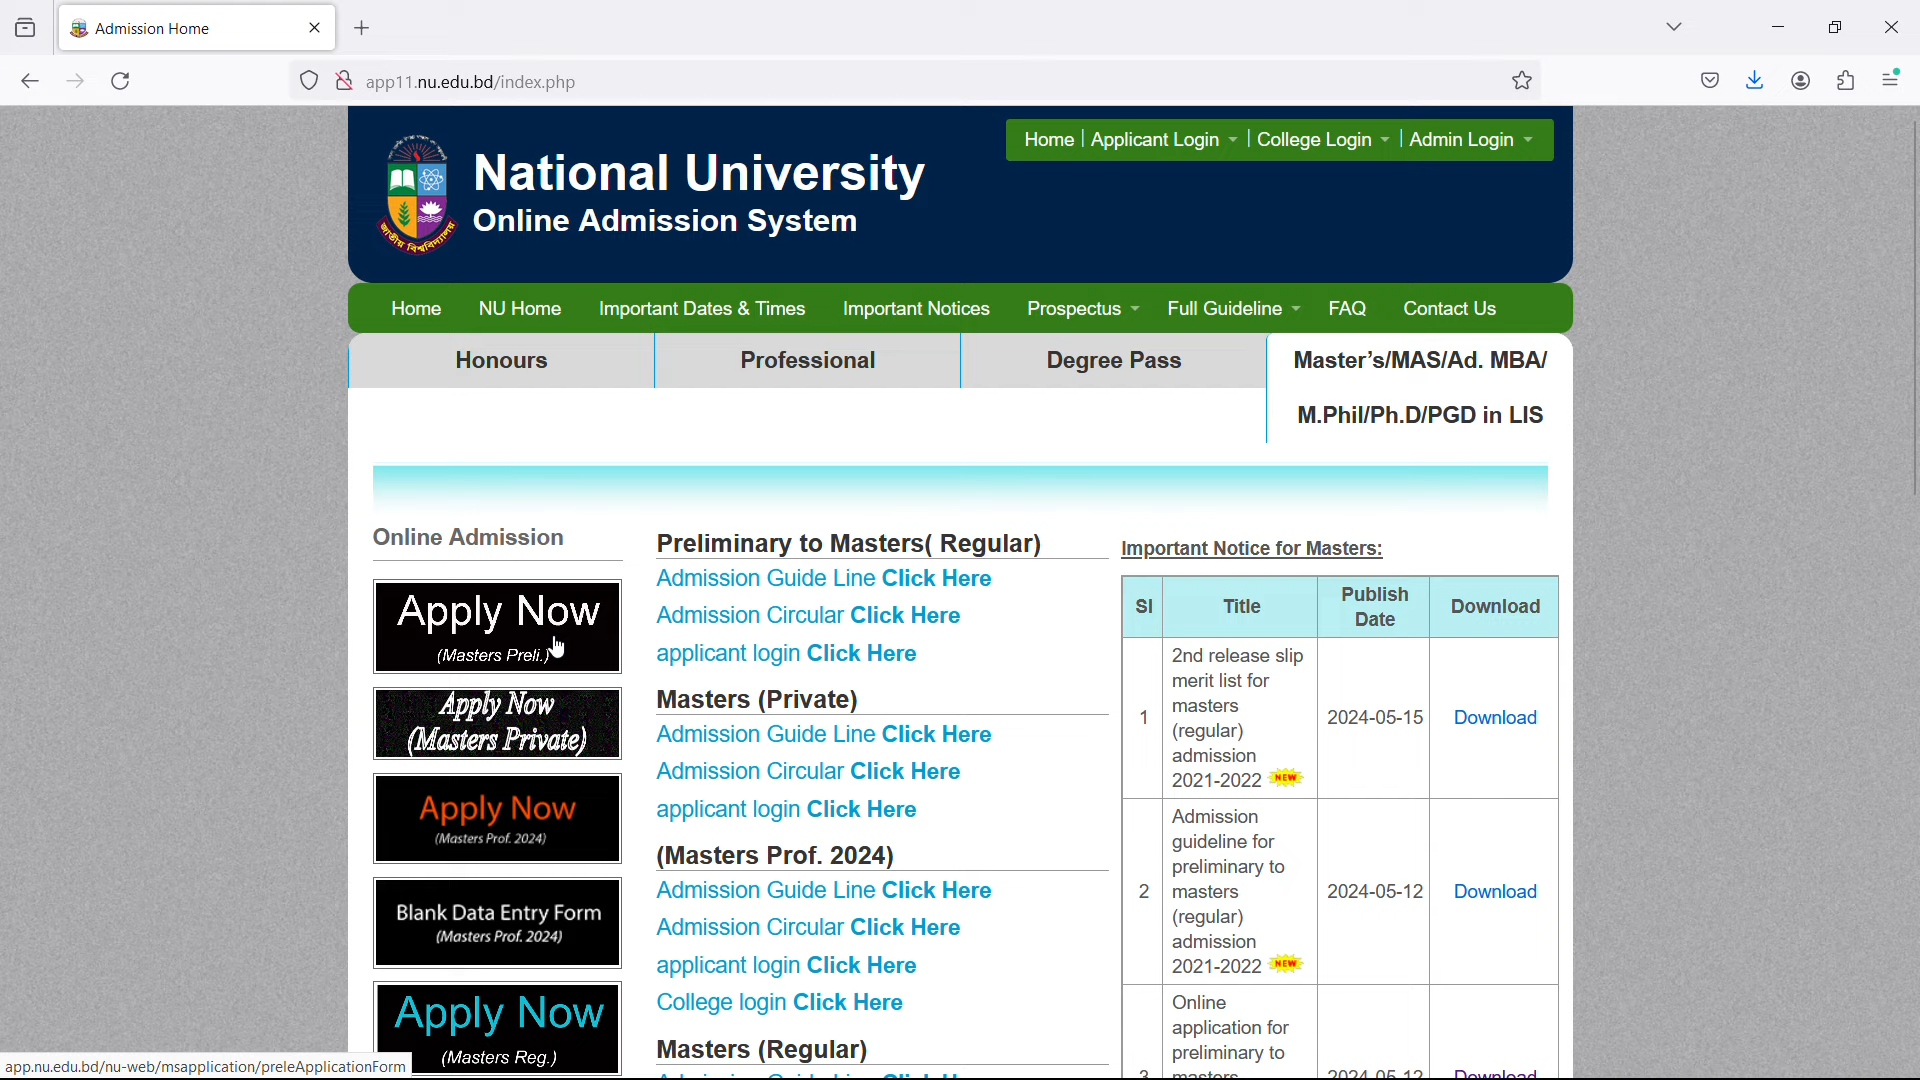 Admission Home
app11.nu.edu.bd/index.php
Home | Applicant Login | College Login | Admin Login
জাতীয় বিশ্ববিদ্যালয়
National University
Online Admission System
Home NU Home Important Dates & Times Important Notices Prospectus Full Guideline FAQ Contact Us
Honours Professional Degree Pass Master’s/MAS/Ad. MBA/
M.Phil/Ph.D/PGD in LIS
Online Admission
Apply Now
(Masters Preli.)
Apply Now
(Masters Private)
Apply Now
(Masters Prof. 2024)
Blank Data Entry Form
(Masters Prof. 2024)
Apply Now
(Masters Reg.)
Preliminary to Masters( Regular)
Admission Guide Line Click Here
Admission Circular Click Here
applicant login Click Here
Masters (Private)
Admission Guide Line Click Here
Admission Circular Click Here
applicant login Click Here
(Masters Prof. 2024)
Admission Guide Line Click Here
Admission Circular Click Here
applicant login Click Here
College login Click Here
Masters (Regular)
Important Notice for Masters:
Sl Title Publish Date Download
1 2nd release slip
merit list for
masters
(regular)
admission
2021-2022 NEW
2024-05-15 Download
2 Admission
guideline for
preliminary to
masters
(regular)
admission
2021-2022 NEW
2024-05-12 Download
3 Online
application for
preliminary to
masters
2024-05-12 Download
app.nu.edu.bd/nu-web/msapplication/preleApplicationForm